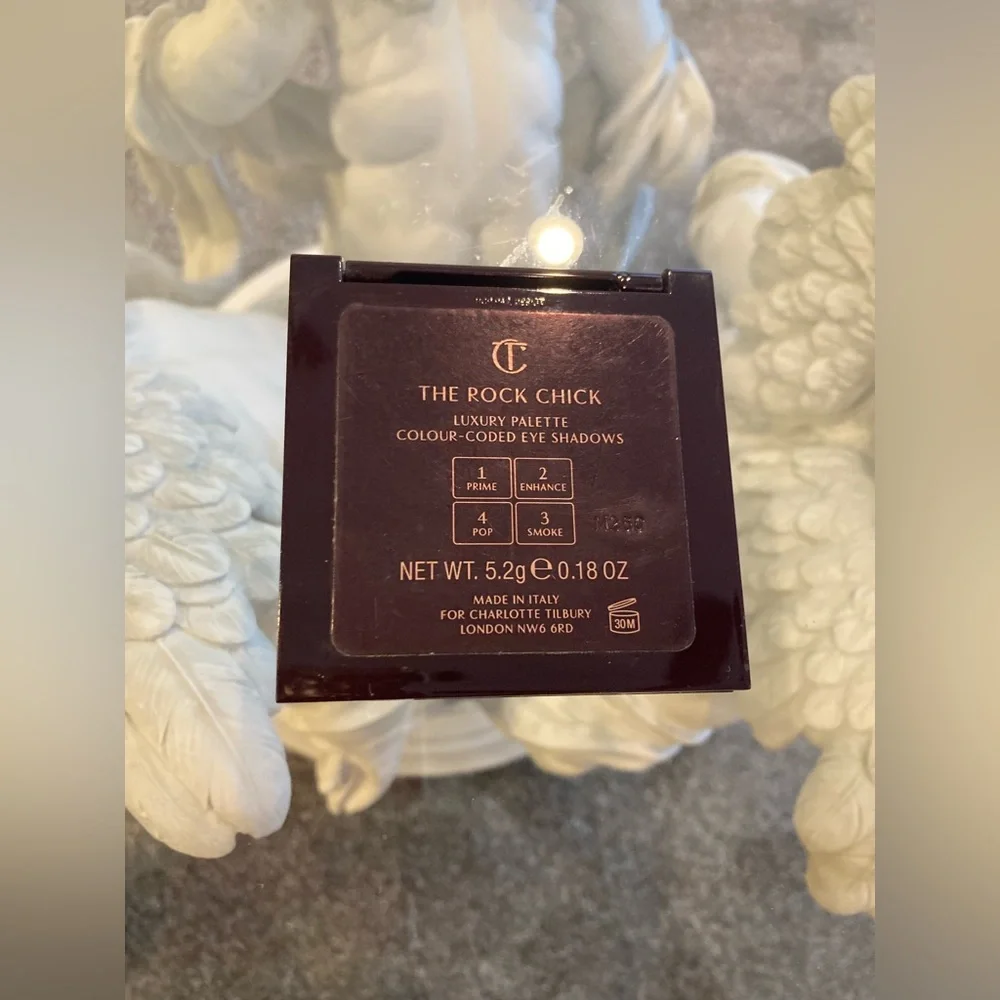 CT
THE ROCK CHICK
LUXURY PALETTE
COLOUR-CODED EYE SHADOWS
1 2
PRIME ENHANCE
4 3
POP SMOKE
NET WT. 5.2g e 0.18 OZ
MADE IN ITALY
FOR CHARLOTTE TILBURY
LONDON NW6 6RD
30M